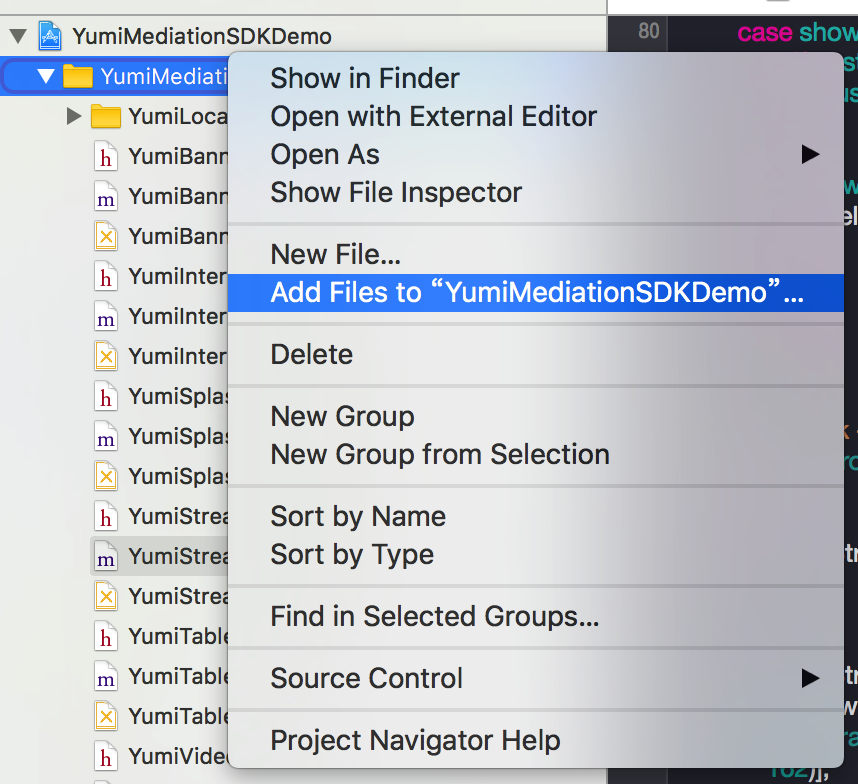 YumiMediationSDKDemo
YumiMediati
YumiLoca
h YumiBann
m YumiBann
YumiBann
h YumiInter
m YumiInter
YumiInter
h YumiSplas
m YumiSplas
YumiSplas
h YumiStrea
m YumiStrea
YumiStrea
h YumiTable
m YumiTable
YumiTable
h YumiVideo
Show in Finder
Open with External Editor
Open As
Show File Inspector
New File...
Add Files to “YumiMediationSDKDemo”...
Delete
New Group
New Group from Selection
Sort by Name
Sort by Type
Find in Selected Groups...
Source Control
Project Navigator Help
80 case show